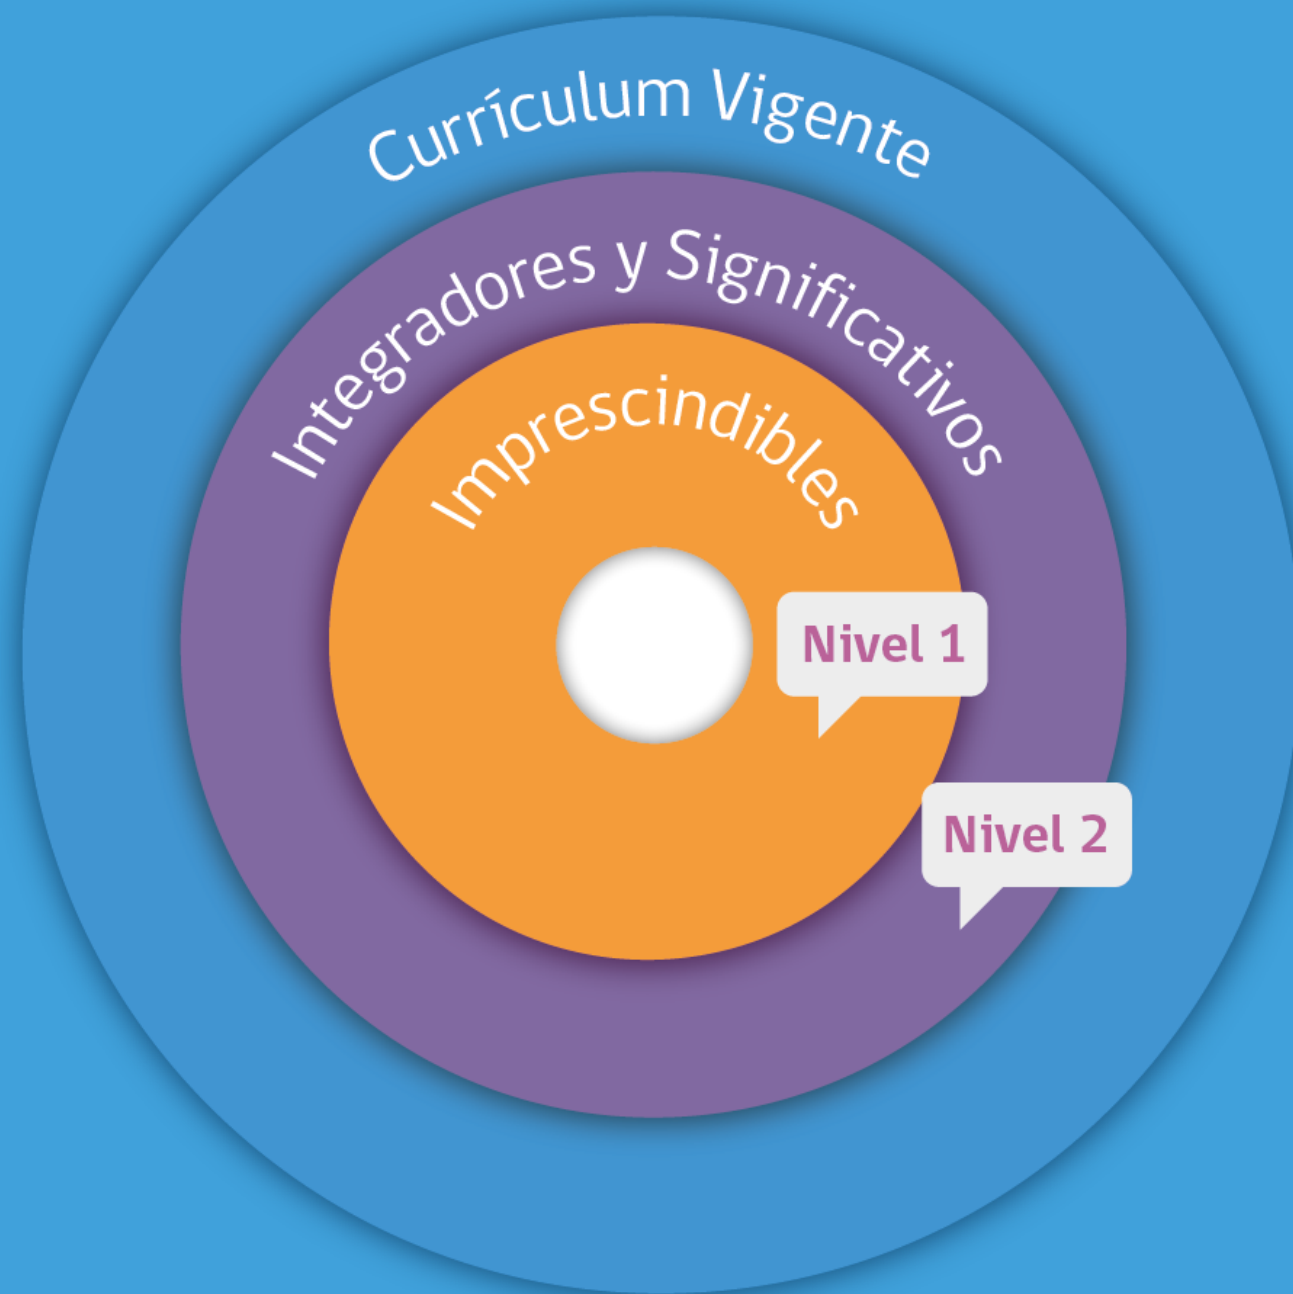 Currículum Vigente
Integradores y Significativos
Imprescindibles
Nivel 1
Nivel 2